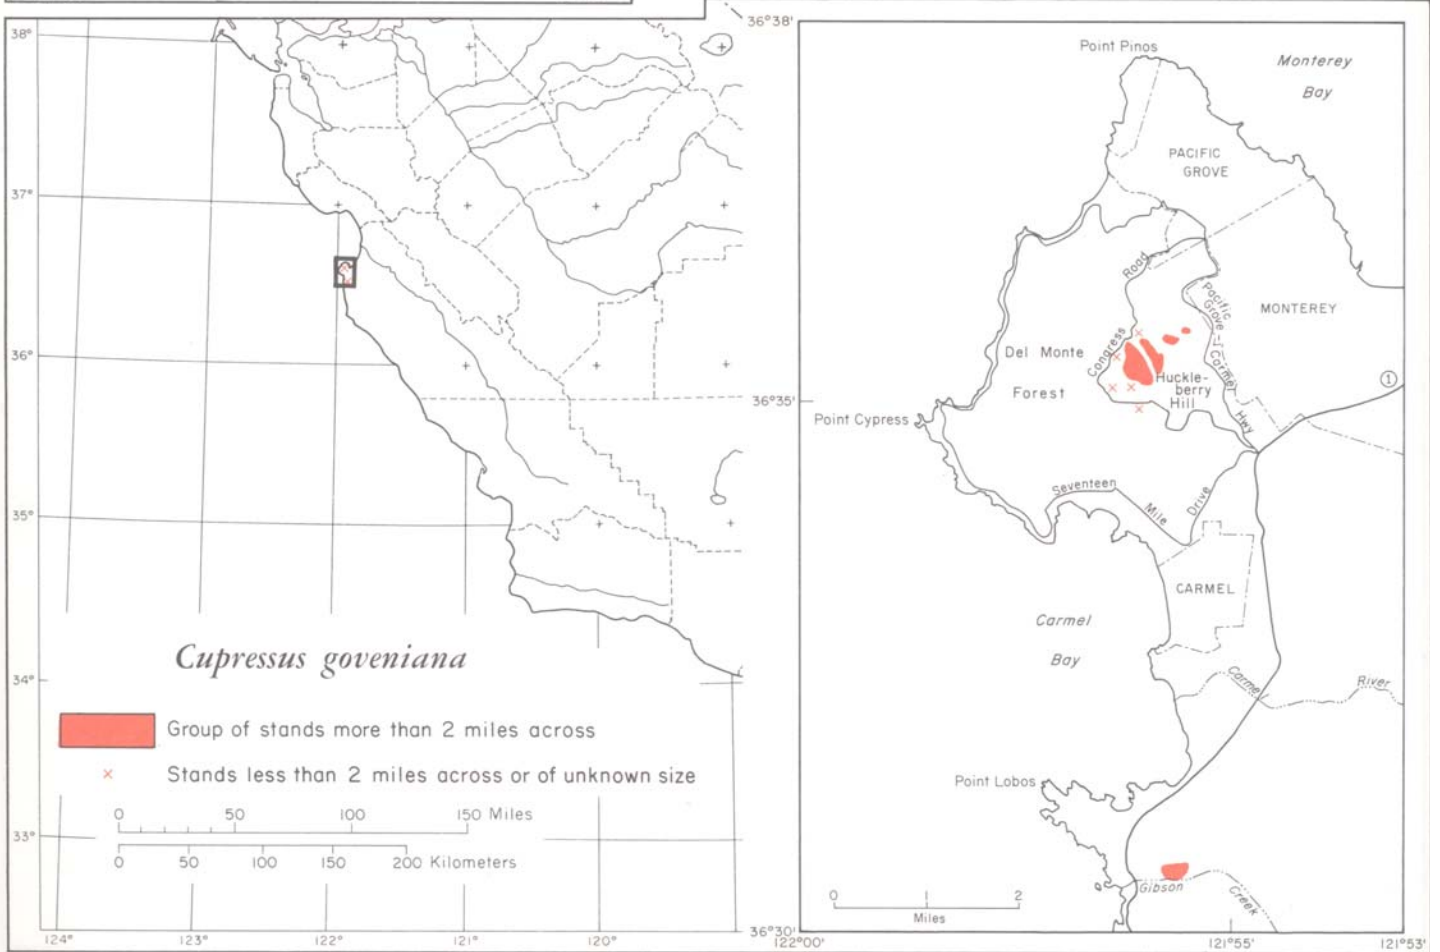 38°
37°
36°
35°
34°
33°
124°
123°
122°
121°
120°
Cupressus goveniana
Group of stands more than 2 miles across
× Stands less than 2 miles across or of unknown size
0 50 100 150 Miles
0 50 100 150 200 Kilometers
36°38'
36°35'
36°30'
122°00'
121°55'
121°53'
Point Pinos
Monterey
Bay
PACIFIC
GROVE
Road
Pacific
Grove - Carmel
Hwy
MONTEREY
Congress
Del Monte
Forest
Huckle-
berry
Hill
1
Point Cypress
Seventeen
Mile
Drive
CARMEL
Carmel
Bay
Carmel
River
Point Lobos
Gibson
Creek
0 1 2
Miles